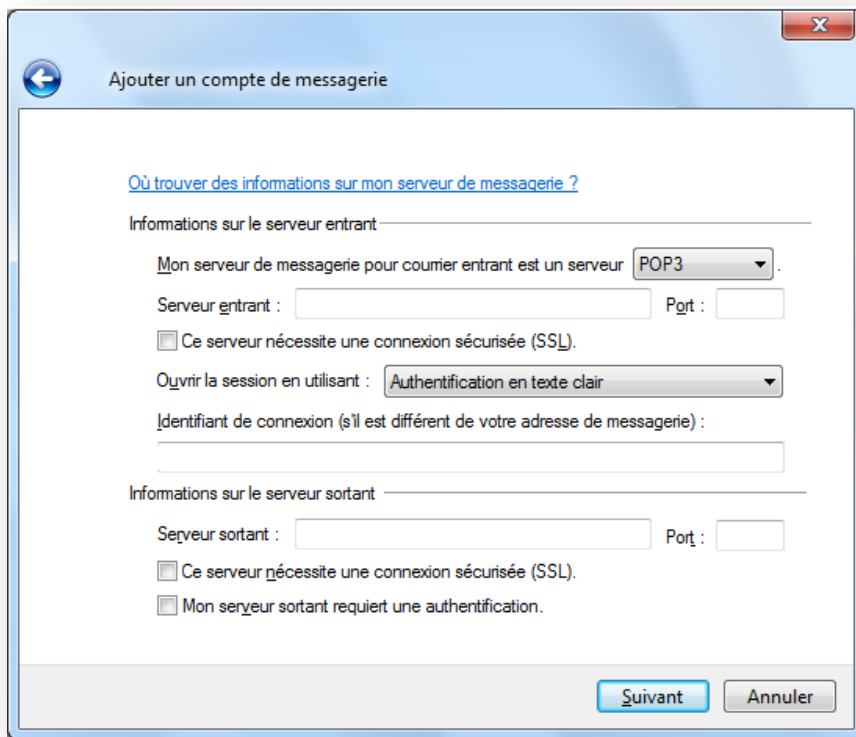 Ajouter un compte de messagerie
Où trouver des informations sur mon serveur de messagerie ?
Informations sur le serveur entrant
Mon serveur de messagerie pour courrier entrant est un serveur POP3 .
Serveur entrant : Port :
Ce serveur nécessite une connexion sécurisée (SSL).
Ouvrir la session en utilisant : Authentification en texte clair
Identifiant de connexion (s'il est différent de votre adresse de messagerie) :
Informations sur le serveur sortant
Serveur sortant : Port :
Ce serveur nécessite une connexion sécurisée (SSL).
Mon serveur sortant requiert une authentification.
Suivant Annuler